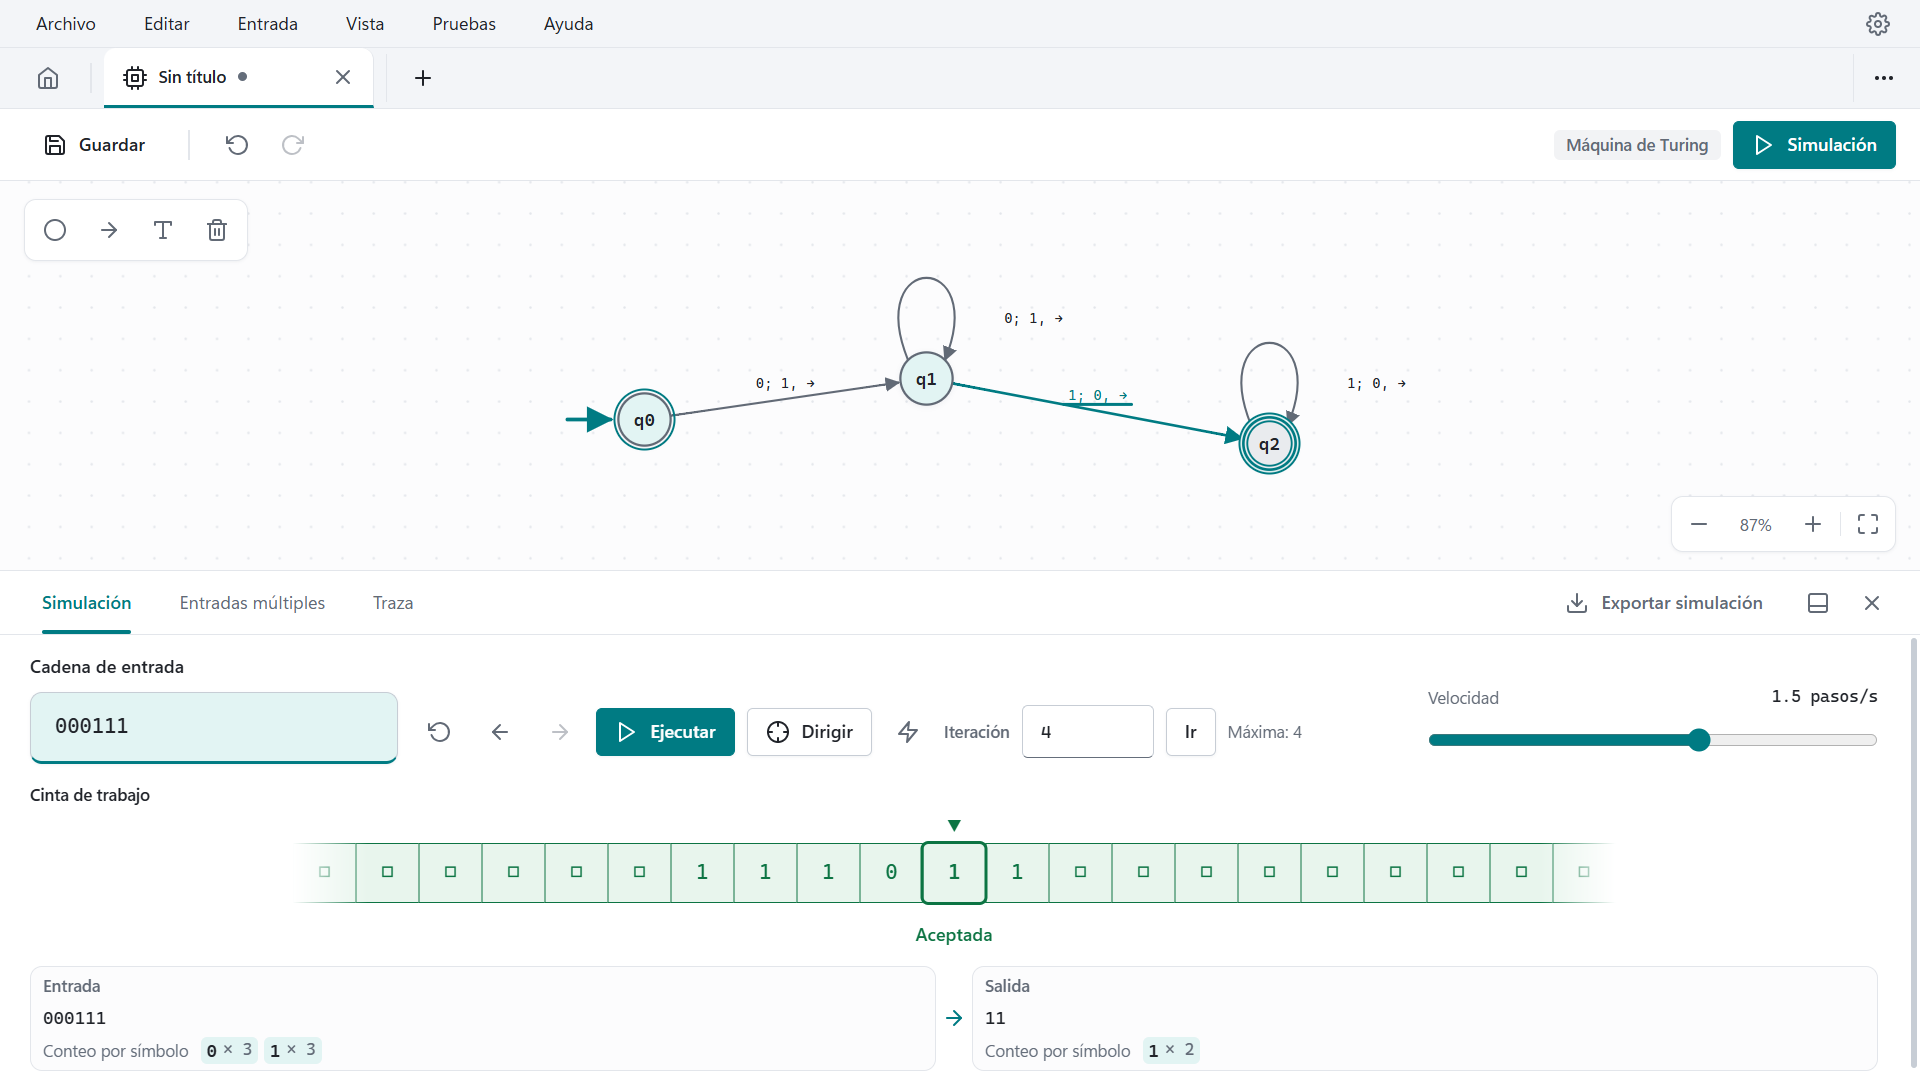 Archivo Editar Entrada Vista Pruebas Ayuda
Sin título
Guardar
Máquina de Turing
Simulación
0; 1, →
0; 1, →
1; 0, →
1; 0, →
q0
q1
q2
87%
Simulación Entradas múltiples Traza
Exportar simulación
Cadena de entrada
000111
Ejecutar
Dirigir
Iteración
4
Ir
Máxima: 4
Velocidad
1.5 pasos/s
Cinta de trabajo
□ □ □ □ □ □ 1 1 1 0 1 1 □ □ □ □ □ □ □ □ □
Aceptada
Entrada
000111
Conteo por símbolo 0 × 3 1 × 3
Salida
11
Conteo por símbolo 1 × 2